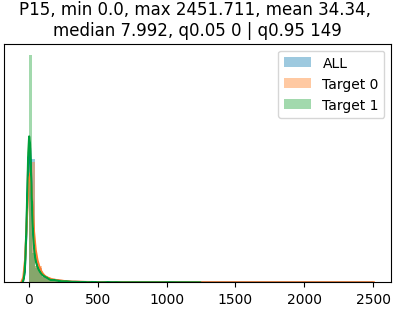 P15, min 0.0, max 2451.711, mean 34.34,
median 7.992, q0.05 0 | q0.95 149
ALL
Target 0
Target 1
0 500 1000 1500 2000 2500